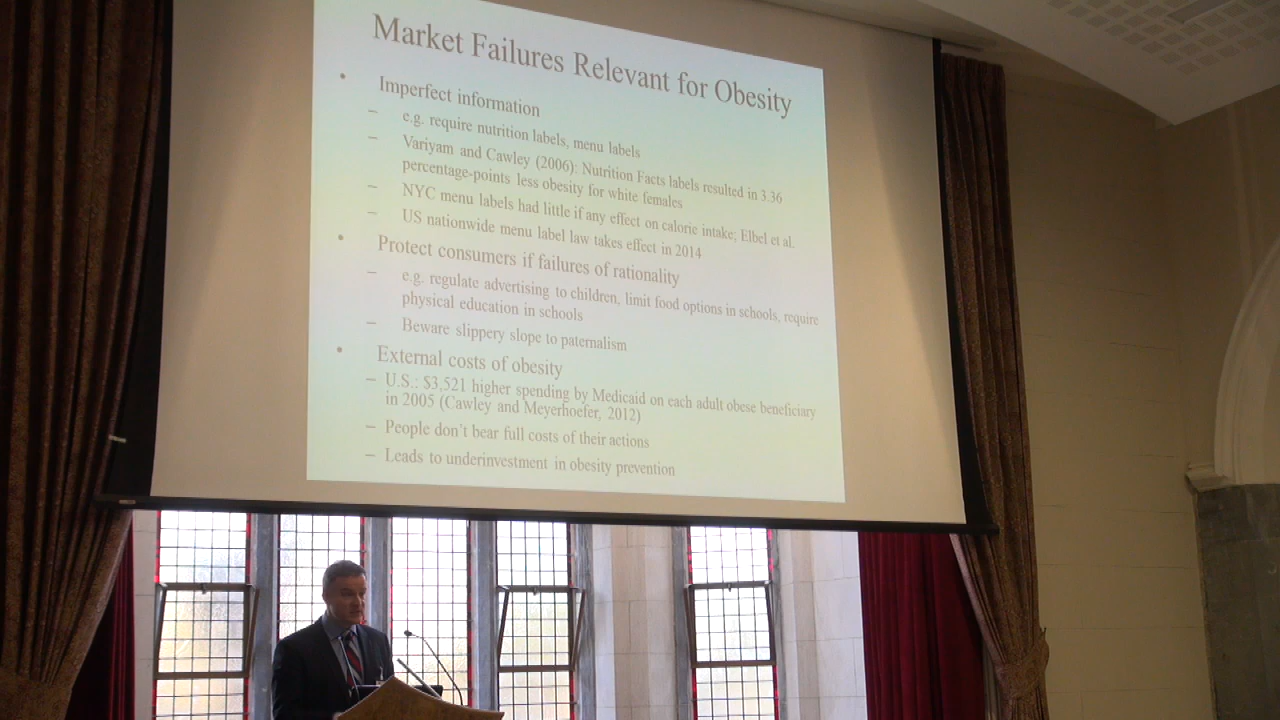 Market Failures Relevant for Obesity
• Imperfect information
– e.g. require nutrition labels, menu labels
– Variyam and Cawley (2006): Nutrition Facts labels resulted in 3.36
percentage-points less obesity for white females
– NYC menu labels had little if any effect on calorie intake; Elbel et al.
– US nationwide menu label law takes effect in 2014
• Protect consumers if failures of rationality
– e.g. regulate advertising to children, limit food options in schools, require
physical education in schools
– Beware slippery slope to paternalism
• External costs of obesity
– U.S.: $3,521 higher spending by Medicaid on each adult obese beneficiary
in 2005 (Cawley and Meyerhoefer, 2012)
– People don't bear full costs of their actions
– Leads to underinvestment in obesity prevention